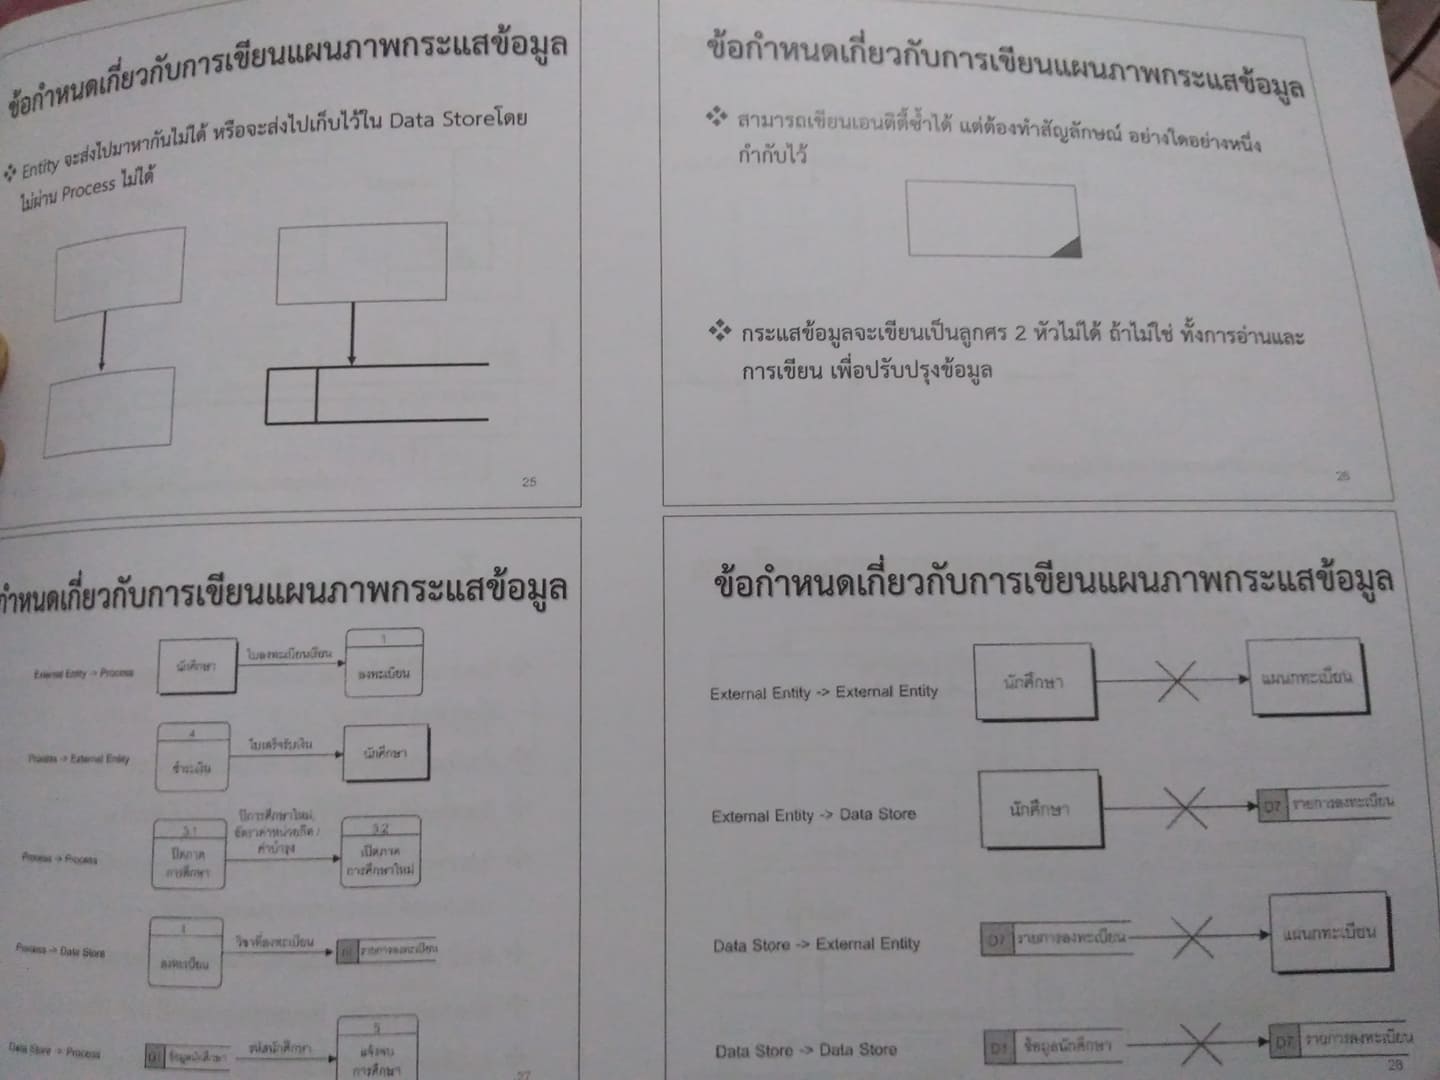 ข้อกำหนดเกี่ยวกับการเขียนแผนภาพกระแสข้อมูล
❖ Entity จะส่งไปมาหากันไม่ได้ หรือจะส่งไปเก็บไว้ใน Data Storeโดย
ไม่ผ่าน Process ไม่ได้
25
ข้อกำหนดเกี่ยวกับการเขียนแผนภาพกระแสข้อมูล
❖ สามารถเขียนเอนติตี้ซ้ำได้ แต่ต้องทำสัญลักษณ์ อย่างใดอย่างหนึ่ง
กำกับไว้
❖ กระแสข้อมูลจะเขียนเป็นลูกศร 2 หัวไม่ได้ ถ้าไม่ใช่ ทั้งการอ่านและ
การเขียน เพื่อปรับปรุงข้อมูล
26
กำหนดเกี่ยวกับการเขียนแผนภาพกระแสข้อมูล
External Entity -> Process
นักศึกษา
ใบลงทะเบียนเรียน
1
ลงทะเบียน
Process -> External Entity
4
ชำระเงิน
ใบเสร็จรับเงิน
นักศึกษา
Process -> Process
ปิดภาค
การศึกษา
ปีการศึกษาใหม่,
อัตราค่าหน่วยกิต /
ค่าบำรุง
เปิดภาค
การศึกษาใหม่
Process -> Data Store
1
ลงทะเบียน
วิชาที่ลงทะเบียน
รายการลงทะเบียน
Data Store -> Process
D1 ข้อมูลนักศึกษา
รหัสนักศึกษา
5
แจ้งจบ
การศึกษา
27
ข้อกำหนดเกี่ยวกับการเขียนแผนภาพกระแสข้อมูล
External Entity -> External Entity
นักศึกษา
แผนกทะเบียน
External Entity -> Data Store
นักศึกษา
D7 รายการลงทะเบียน
Data Store -> External Entity
D7 รายการลงทะเบียน
แผนกทะเบียน
Data Store -> Data Store
D1 ข้อมูลนักศึกษา
D7 รายการลงทะเบียน
28